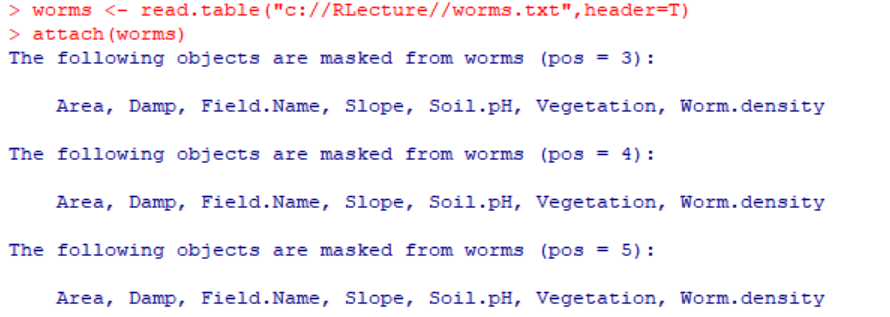 > worms <- read.table("c://RLecture//worms.txt",header=T)
> attach(worms)
The following objects are masked from worms (pos = 3):
Area, Damp, Field.Name, Slope, Soil.pH, Vegetation, Worm.density
The following objects are masked from worms (pos = 4):
Area, Damp, Field.Name, Slope, Soil.pH, Vegetation, Worm.density
The following objects are masked from worms (pos = 5):
Area, Damp, Field.Name, Slope, Soil.pH, Vegetation, Worm.density